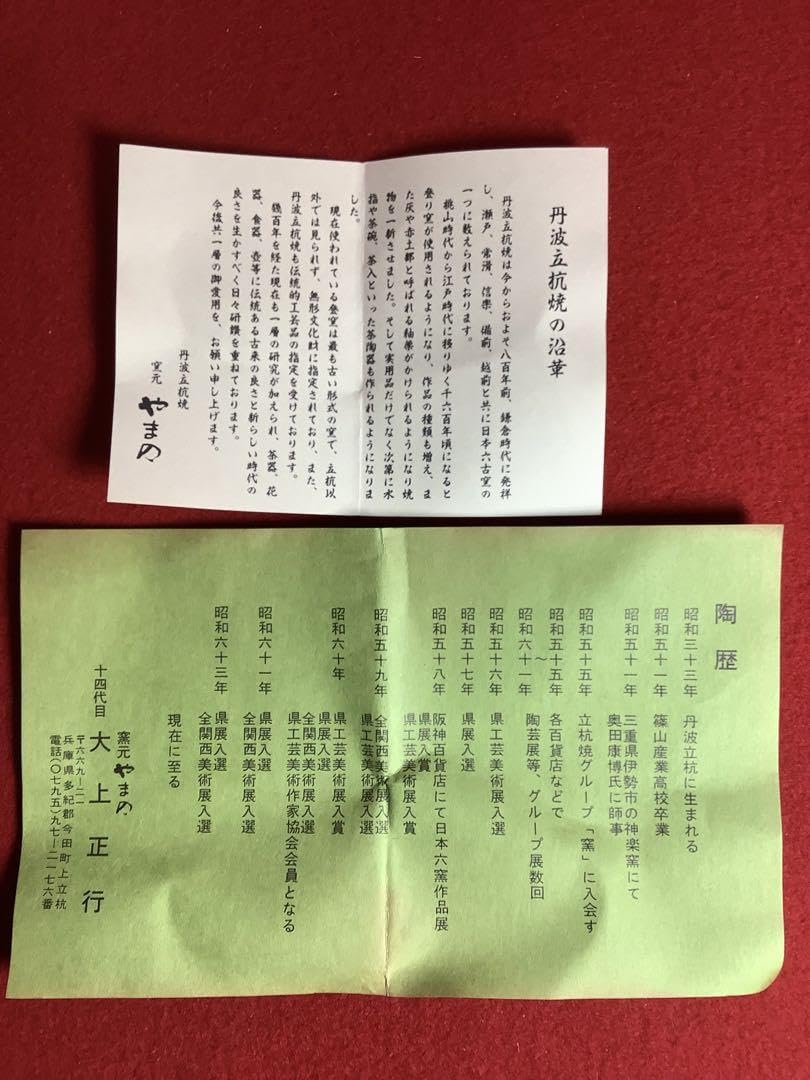 丹波立杭焼の沿革
丹波立杭焼は今からおよそ八百年前、鎌倉時代に発祥
し、瀬戸、常滑、信楽、備前、越前と共に日本六古窯の
一つに数えられております。
桃山時代から江戸時代に移りゆく千六百年頃になると
登り窯が使用されるようになり、作品の種類も増え、ま
た灰や赤土部と呼ばれる釉薬がかけられるようになり焼
物を一新させました。そして実用品だけでなく次第に水
指や茶碗、茶入といった茶陶器も作られるようになりま
した。
現在使われている登窯は最も古い形式の窯で、立杭以
外では見られず、無形文化財に指定されており、また、
丹波立杭焼も伝統的工芸品の指定を受けております。
幾百年を経た現在も一層の研究が加えられ、茶器、花
器、食器、壺等に伝統ある古来の良さと新らしい時代の
良さを生かすべく日々研鑽を重ねております。
今後共一層の御愛用を、お願い申し上げます。
丹波立杭焼
窯元 やまの
陶歴
昭和三十三年 丹波立杭に生まれる
昭和五十一年 篠山産業高校卒業
昭和五十一年 三重県伊勢市の神楽窯にて
奥田康博氏に師事
昭和五十五年 立杭焼グループ「窯」に入会す
昭和五十五年 各百貨店などで
〜
昭和六十一年 陶芸展等、グループ展数回
昭和五十六年 県工芸美術展入選
昭和五十七年 県展入選
昭和五十八年 阪神百貨店にて日本六窯作品展
県展入賞
県工芸美術展入賞
昭和五十九年 全関西美術展入選
県工芸美術展入選
昭和六十年 県工芸美術展入賞
県展入選
全関西美術展入選
県工芸美術作家協会会員となる
昭和六十一年 県展入選
全関西美術展入選
昭和六十三年 県展入選
全関西美術展入選
現在に至る
窯元 やまの
十四代目 大上正行
〒六六九-二一
兵庫県多紀郡今田町上立杭
電話(〇七九五)九七-二一七六番